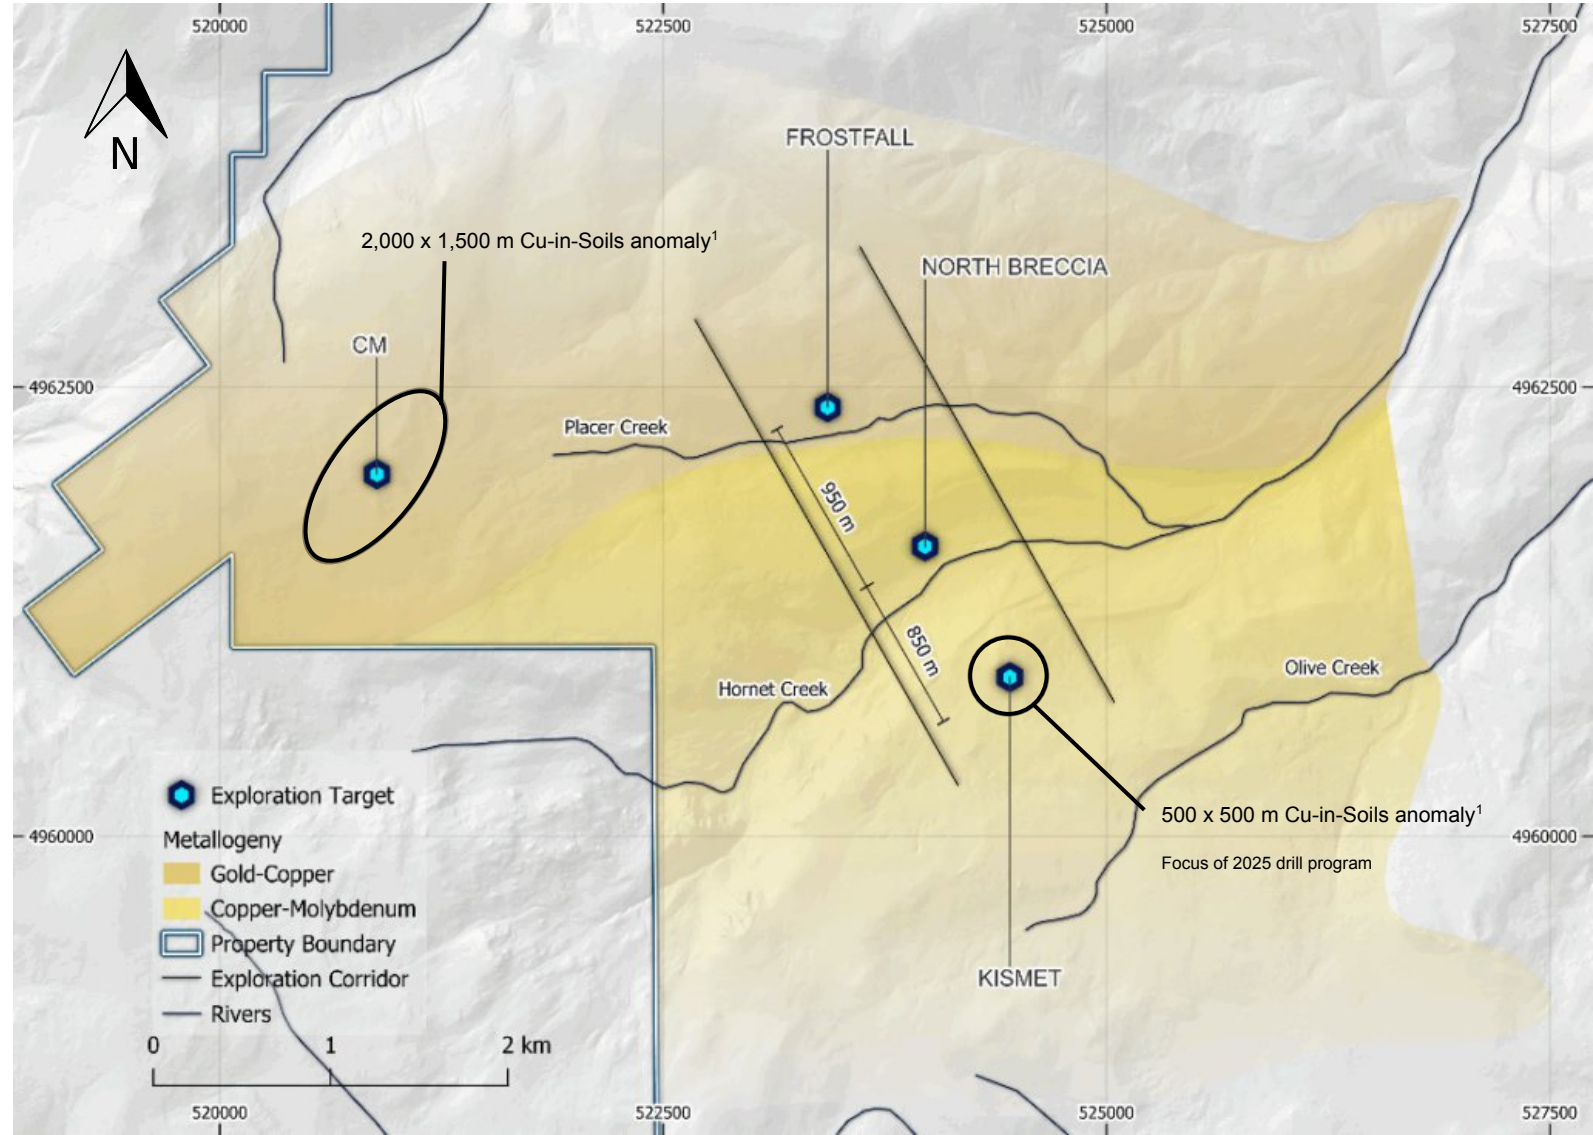 520000
522500
525000
527500
N
FROSTFALL
2,000 x 1,500 m Cu-in-Soils anomaly¹
NORTH BRECCIA
CM
4962500
4962500
Placer Creek
950 m
850 m
Olive Creek
Hornet Creek
Exploration Target
500 x 500 m Cu-in-Soils anomaly¹
4960000
4960000
Metallogeny
Focus of 2025 drill program
Gold-Copper
Copper-Molybdenum
Property Boundary
Exploration Corridor
KISMET
Rivers
0 1 2 km
520000
522500
525000
527500